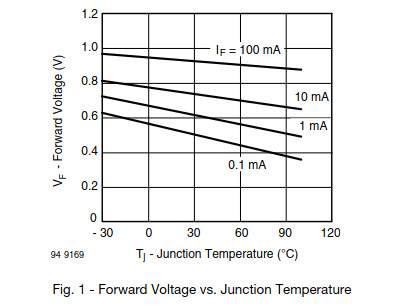 1.2
1.0
0.8
0.6
0.4
0.2
0
V_F - Forward Voltage (V)
I_F = 100 mA
10 mA
1 mA
0.1 mA
- 30 0 30 60 90 120
94 9169
T_j - Junction Temperature (°C)
Fig. 1 - Forward Voltage vs. Junction Temperature